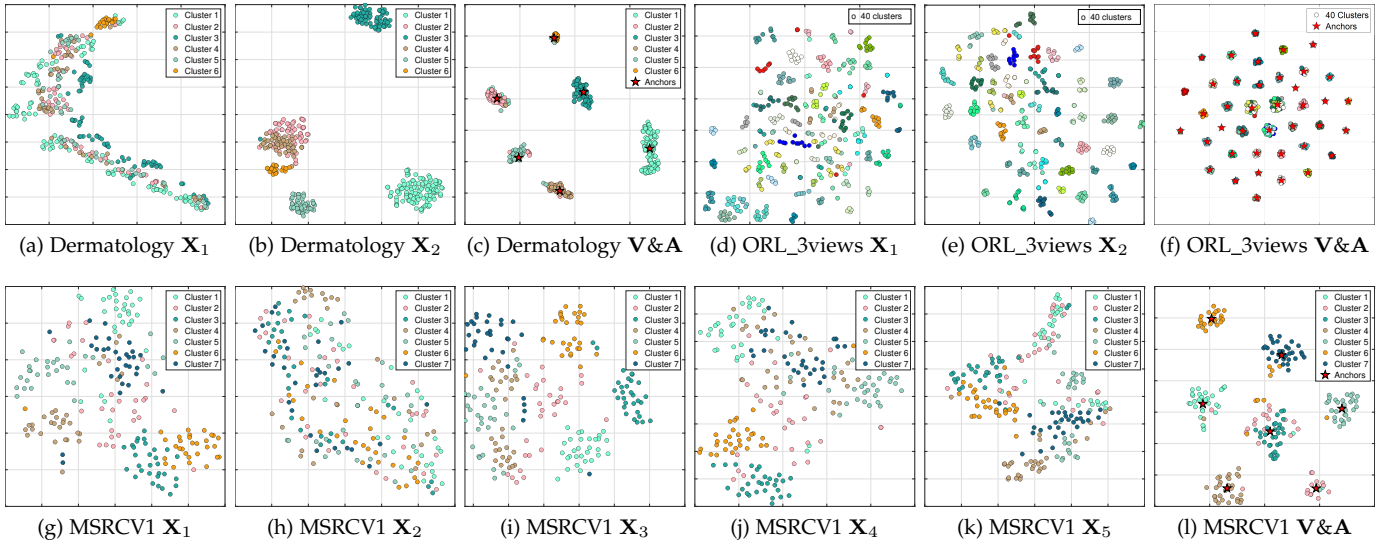 Cluster 1
Cluster 2
Cluster 3
Cluster 4
Cluster 5
Cluster 6
(a) Dermatology X₁
Cluster 1
Cluster 2
Cluster 3
Cluster 4
Cluster 5
Cluster 6
(b) Dermatology X₂
Cluster 1
Cluster 2
Cluster 3
Cluster 4
Cluster 5
Cluster 6
Anchors
(c) Dermatology V&A
40 clusters
(d) ORL_3views X₁
40 clusters
(e) ORL_3views X₂
40 Clusters
Anchors
(f) ORL_3views V&A
Cluster 1
Cluster 2
Cluster 3
Cluster 4
Cluster 5
Cluster 6
Cluster 7
(g) MSRCV1 X₁
Cluster 1
Cluster 2
Cluster 3
Cluster 4
Cluster 5
Cluster 6
Cluster 7
(h) MSRCV1 X₂
Cluster 1
Cluster 2
Cluster 3
Cluster 4
Cluster 5
Cluster 6
Cluster 7
(i) MSRCV1 X₃
Cluster 1
Cluster 2
Cluster 3
Cluster 4
Cluster 5
Cluster 6
Cluster 7
(j) MSRCV1 X₄
Cluster 1
Cluster 2
Cluster 3
Cluster 4
Cluster 5
Cluster 6
Cluster 7
(k) MSRCV1 X₅
Cluster 1
Cluster 2
Cluster 3
Cluster 4
Cluster 5
Cluster 6
Cluster 7
Anchors
(l) MSRCV1 V&A